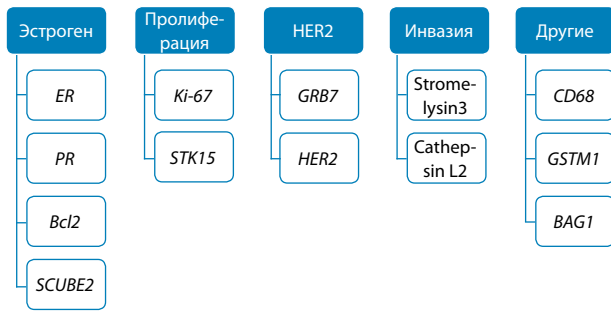 Эстроген
ER
PR
Bcl2
SCUBE2
Пролифе-
рация
Ki-67
STK15
HER2
GRB7
HER2
Инвазия
Strome-
lysin3
Cathep-
sin L2
Другие
CD68
GSTM1
BAG1